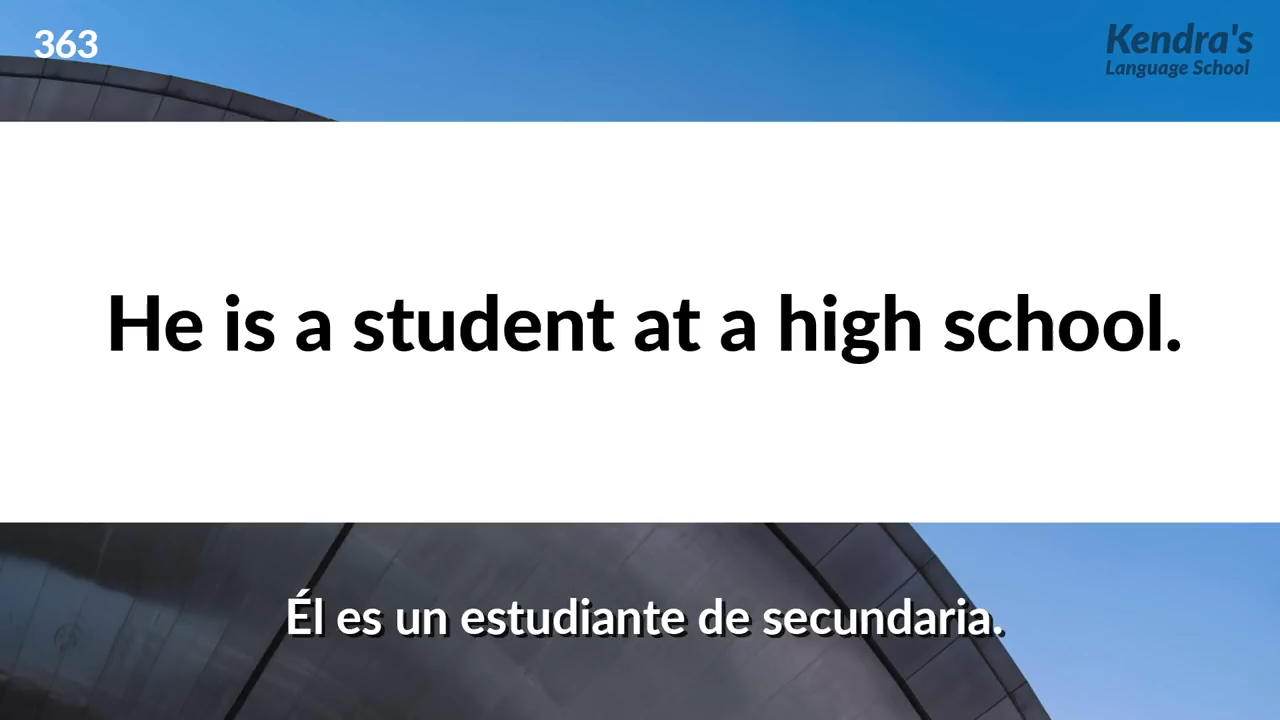 363
Kendra's
Language School
He is a student at a high school.
Él es un estudiante de secundaria.